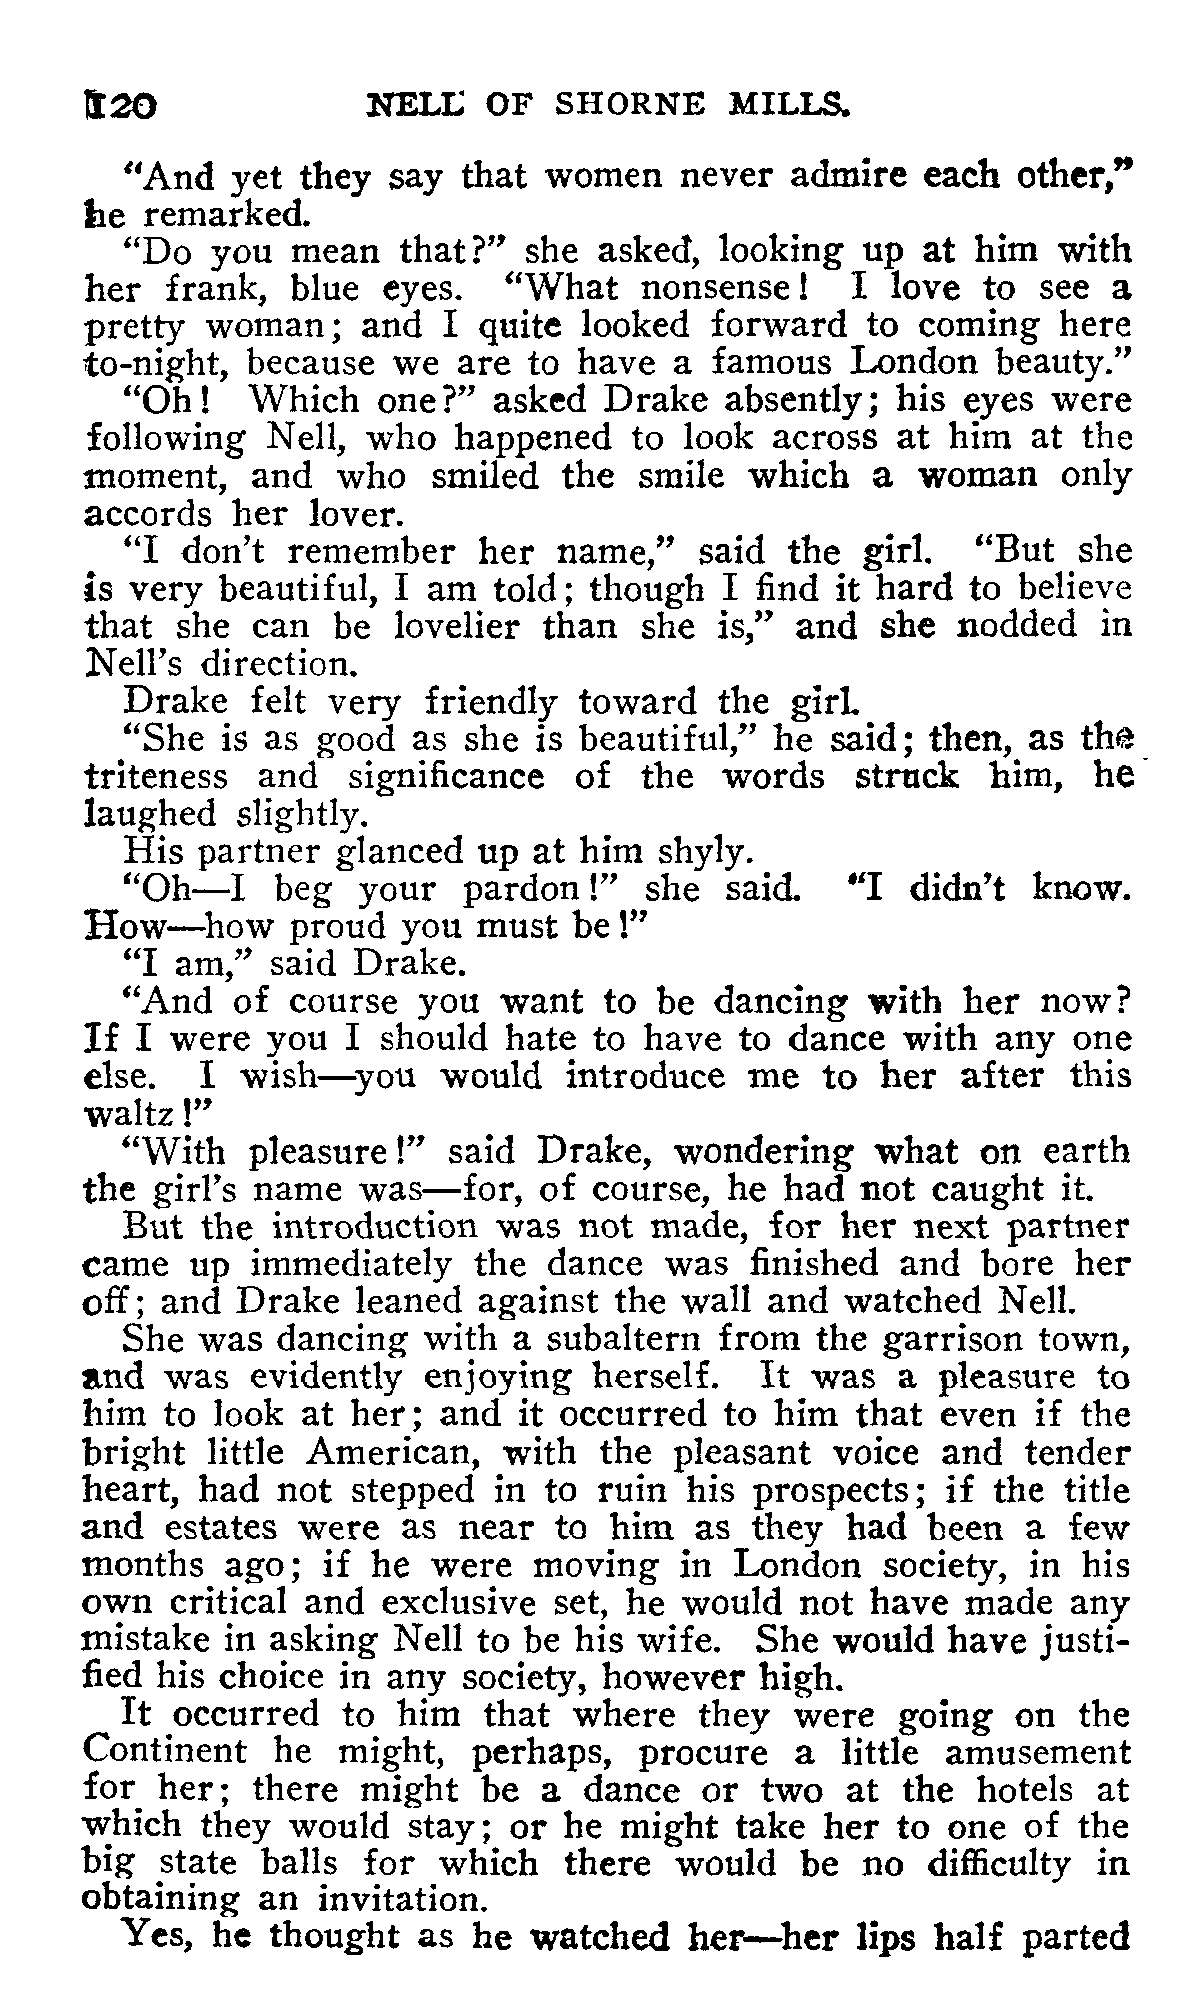 120 NELL OF SHORNE MILLS.
"And yet they say that women never admire each other,"
he remarked.
"Do you mean that?" she asked, looking up at him with
her frank, blue eyes. "What nonsense! I love to see a
pretty woman; and I quite looked forward to coming here
to-night, because we are to have a famous London beauty."
"Oh! Which one?" asked Drake absently; his eyes were
following Nell, who happened to look across at him at the
moment, and who smiled the smile which a woman only
accords her lover.
"I don't remember her name," said the girl. "But she
is very beautiful, I am told; though I find it hard to believe
that she can be lovelier than she is," and she nodded in
Nell's direction.
Drake felt very friendly toward the girl.
"She is as good as she is beautiful," he said; then, as the
triteness and significance of the words struck him, he
laughed slightly.
His partner glanced up at him shyly.
"Oh—I beg your pardon!" she said. "I didn't know.
How—how proud you must be!"
"I am," said Drake.
"And of course you want to be dancing with her now?
If I were you I should hate to have to dance with any one
else. I wish—you would introduce me to her after this
waltz!"
"With pleasure!" said Drake, wondering what on earth
the girl's name was—for, of course, he had not caught it.
But the introduction was not made, for her next partner
came up immediately the dance was finished and bore her
off; and Drake leaned against the wall and watched Nell.
She was dancing with a subaltern from the garrison town,
and was evidently enjoying herself. It was a pleasure to
him to look at her; and it occurred to him that even if the
bright little American, with the pleasant voice and tender
heart, had not stepped in to ruin his prospects; if the title
and estates were as near to him as they had been a few
months ago; if he were moving in London society, in his
own critical and exclusive set, he would not have made any
mistake in asking Nell to be his wife. She would have justi-
fied his choice in any society, however high.
It occurred to him that where they were going on the
Continent he might, perhaps, procure a little amusement
for her; there might be a dance or two at the hotels at
which they would stay; or he might take her to one of the
big state balls for which there would be no difficulty in
obtaining an invitation.
Yes, he thought as he watched her—her lips half parted